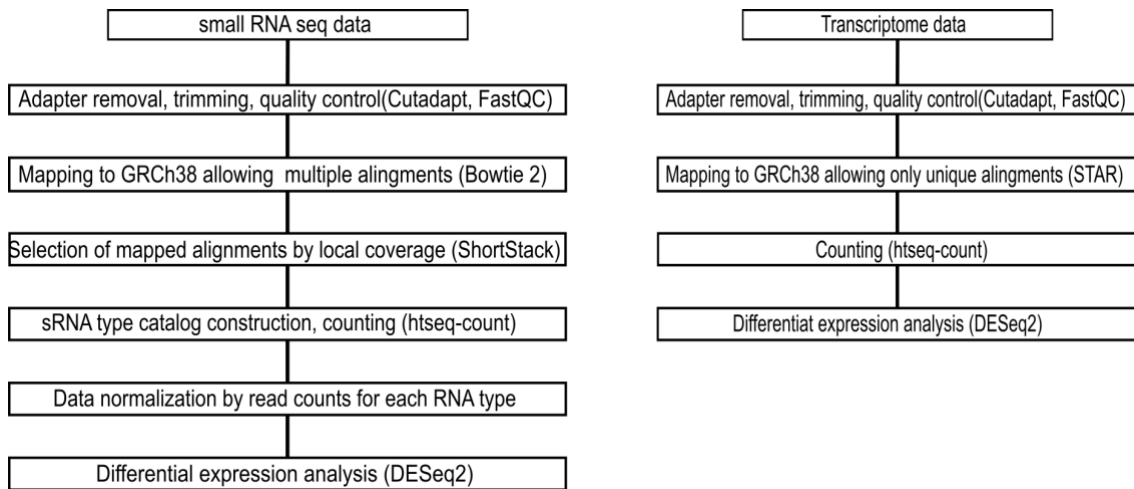 small RNA seq data
Adapter removal, trimming, quality control(Cutadapt, FastQC)
Mapping to GRCh38 allowing multiple alingments (Bowtie 2)
Selection of mapped alignments by local coverage (ShortStack)
sRNA type catalog construction, counting (htseq-count)
Data normalization by read counts for each RNA type
Differential expression analysis (DESeq2)
Transcriptome data
Adapter removal, trimming, quality control(Cutadapt, FastQC)
Mapping to GRCh38 allowing only unique alingments (STAR)
Counting (htseq-count)
Differentiat expression analysis (DESeq2)